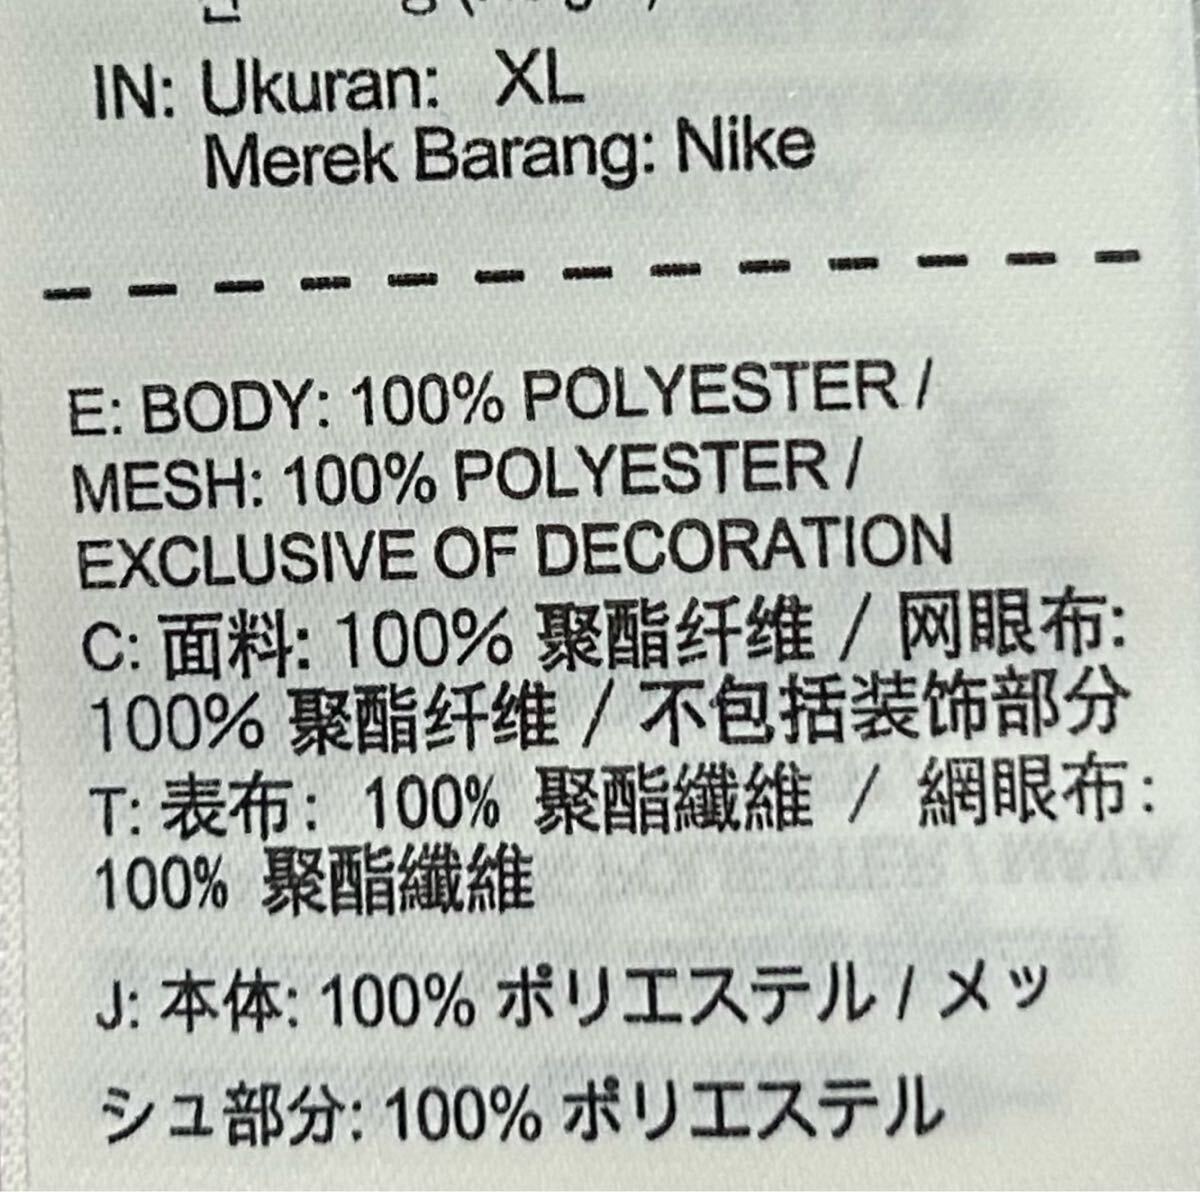 IN: Ukuran: XL
Merek Barang: Nike
E: BODY: 100% POLYESTER /
MESH: 100% POLYESTER /
EXCLUSIVE OF DECORATION
C: 面料: 100% 聚酯纤维 / 网眼布:
100% 聚酯纤维 / 不包括装饰部分
T: 表布: 100% 聚酯纖維 / 網眼布:
100% 聚酯纖維
J: 本体: 100% ポリエステル / メッ
シュ部分: 100% ポリエステル